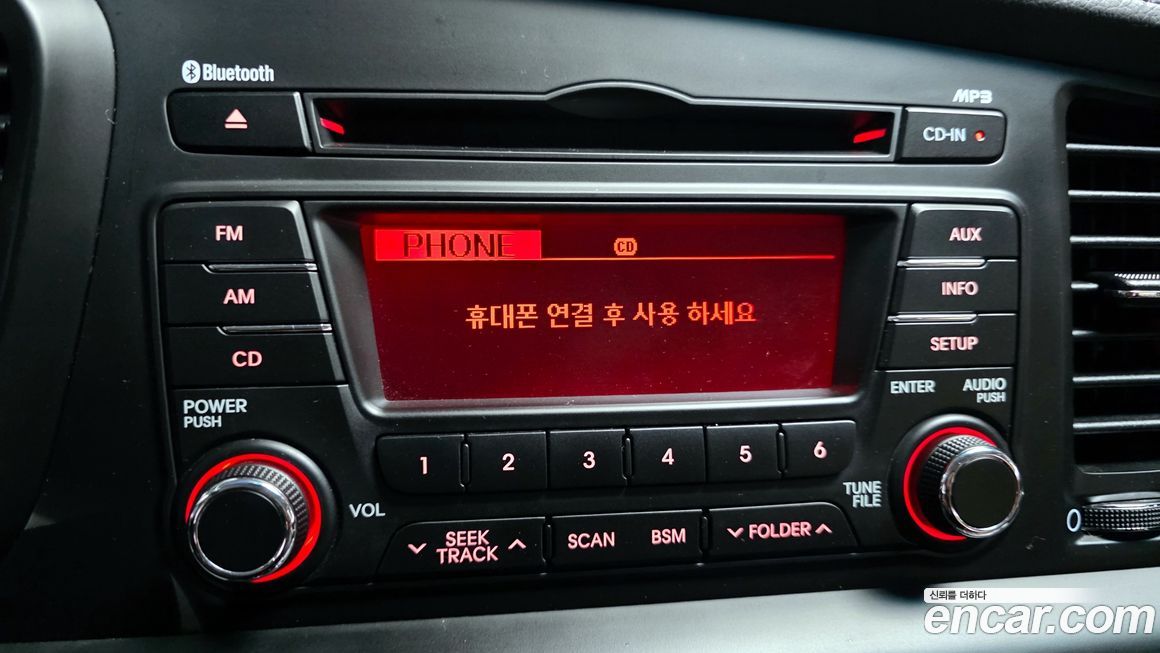 Bluetooth
MP3
CD-IN
FM
AUX
PHONE
CD
AM
INFO
휴대폰 연결 후 사용 하세요
CD
SETUP
POWER
PUSH
ENTER
AUDIO
PUSH
1 2 3 4 5 6
VOL
TUNE
FILE
SEEK
TRACK
SCAN
BSM
FOLDER
0
신뢰를 더하다
encar.com